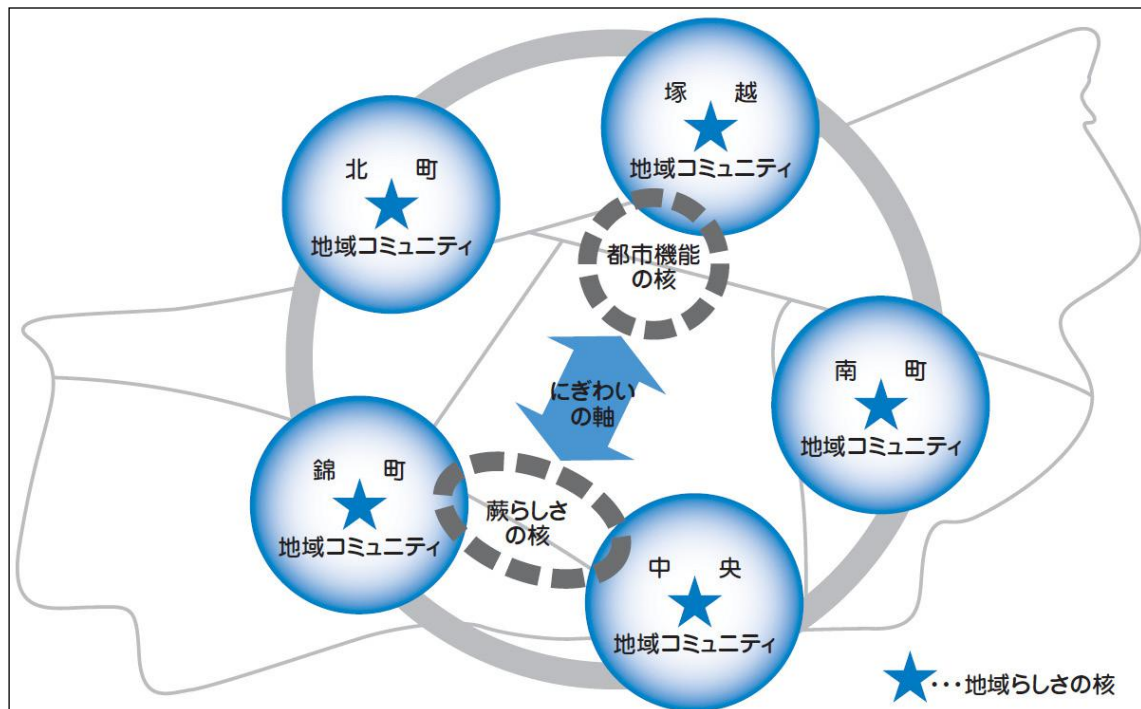 塚 越
地域コミュニティ
北 町
地域コミュニティ
都市機能
の核
南 町
地域コミュニティ
にぎわい
の軸
錦 町
地域コミュニティ
蕨らしさ
の核
中 央
地域コミュニティ
★・・・地域らしさの核